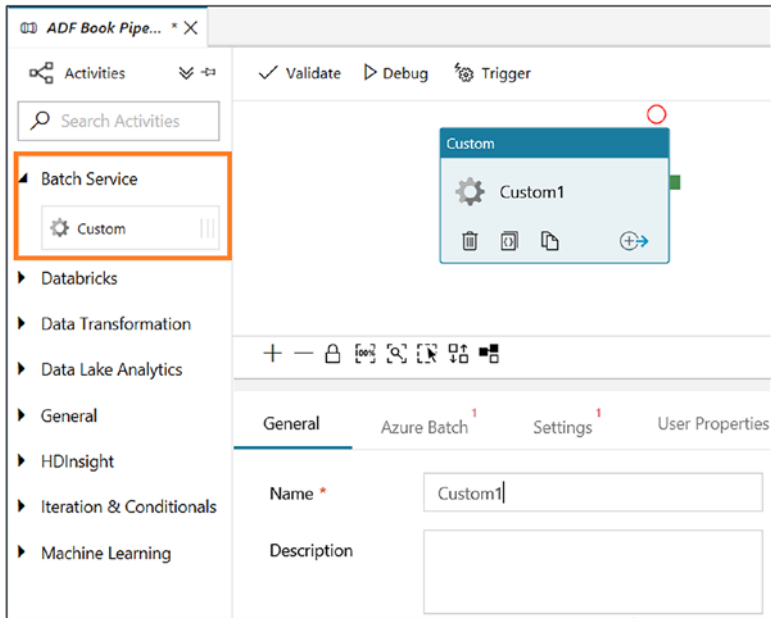 ADF Book Pipe... *
Activities
Search Activities
Batch Service
Custom
Databricks
Data Transformation
Data Lake Analytics
General
HDInsight
Iteration & Conditionals
Machine Learning
Validate Debug Trigger
Custom
Custom1
100%
General Azure Batch 1 Settings 1 User Properties
Name * Custom1
Description